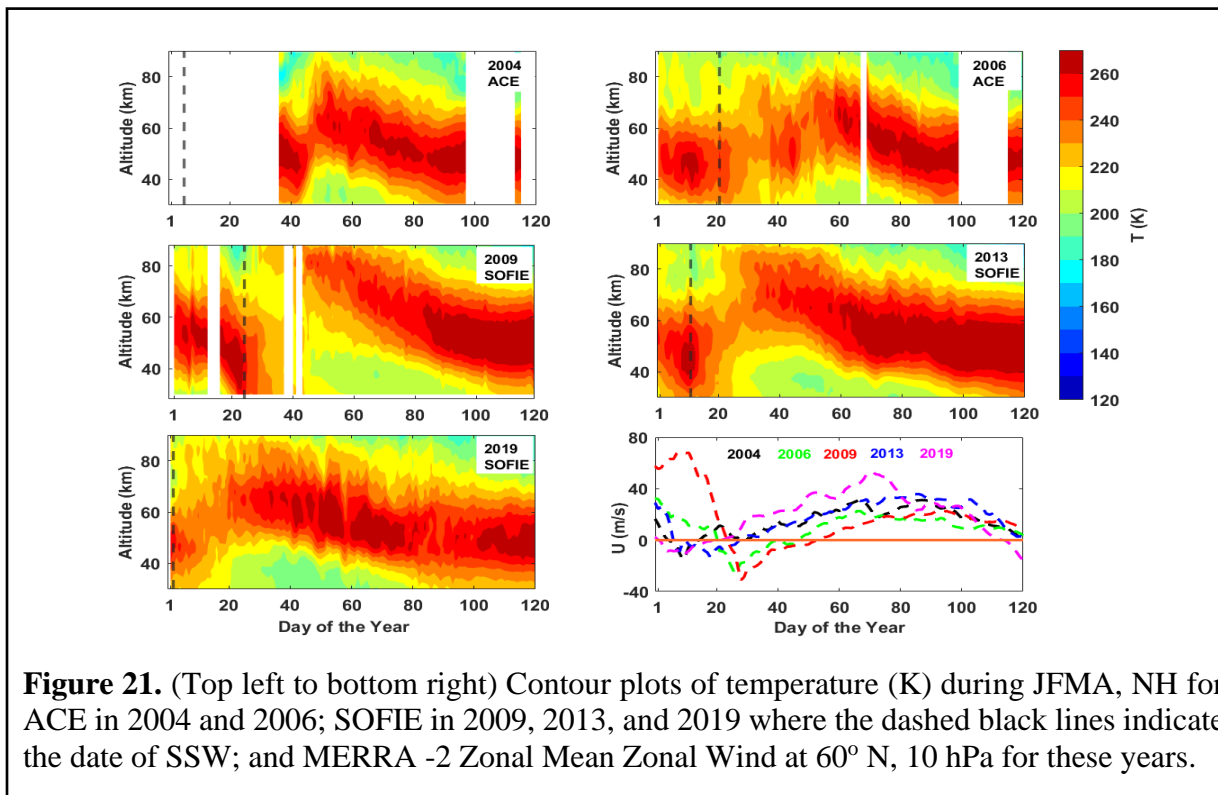 80
60
40
Altitude (km)
2004
ACE
1 20 40 60 80 100 120
80
60
40
Altitude (km)
2006
ACE
1 20 40 60 80 100 120
260
240
220
200
180
160
140
120
T (K)
80
60
40
Altitude (km)
2009
SOFIE
1 20 40 60 80 100 120
80
60
40
Altitude (km)
2013
SOFIE
1 20 40 60 80 100 120
80
60
40
Altitude (km)
2019
SOFIE
1 20 40 60 80 100 120
Day of the Year
80
40
0
-40
U (m/s)
2004 2006 2009 2013 2019
1 20 40 60 80 100 120
Day of the Year
Figure 21. (Top left to bottom right) Contour plots of temperature (K) during JFMA, NH for
ACE in 2004 and 2006; SOFIE in 2009, 2013, and 2019 where the dashed black lines indicate
the date of SSW; and MERRA -2 Zonal Mean Zonal Wind at 60º N, 10 hPa for these years.